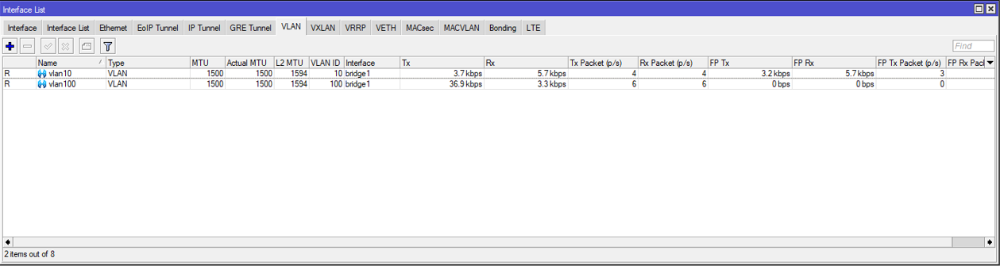 Interface List
Interface Interface List Ethernet EoIP Tunnel IP Tunnel GRE Tunnel VLAN VXLAN VRRP VETH MACsec MACVLAN Bonding LTE
Find
Name Type MTU Actual MTU L2 MTU VLAN ID Interface Tx Rx Tx Packet (p/s) Rx Packet (p/s) FP Tx FP Rx FP Tx Packet (p/s) FP Rx Pack
R vlan10 VLAN 1500 1500 1594 10 bridge1 3.7 kbps 5.7 kbps 4 4 3.2 kbps 5.7 kbps 3
R vlan100 VLAN 1500 1500 1594 100 bridge1 36.9 kbps 3.3 kbps 6 6 0 bps 0 bps 0
2 items out of 8